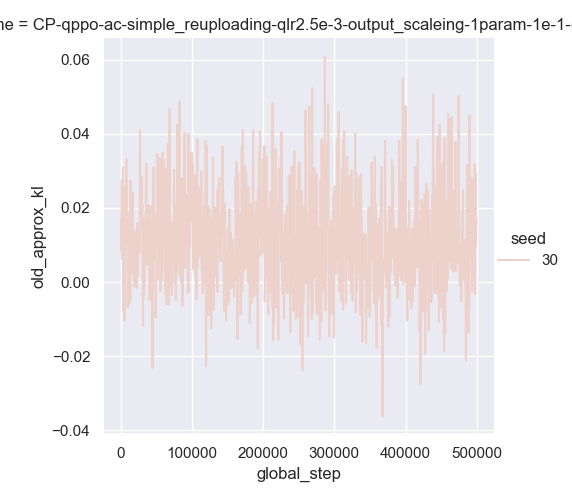 ne = CP-qppo-ac-simple_reuploading-qlr2.5e-3-output_scaleing-1param-1e-1-
0.06
0.04
0.02
0.00
−0.02
−0.04
old_approx_kl
0 100000 200000 300000 400000 500000
global_step
seed
30